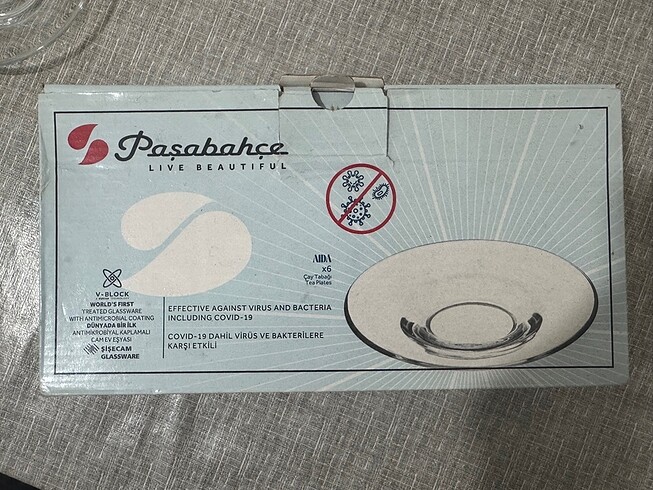 Paşabahçe
LIVE BEAUTIFUL
AIDA
x6
Çay Tabağı
Tea Plates
V-BLOCK
WORLD'S FIRST
TREATED GLASSWARE
WITH ANTIMICROBIAL COATING
DÜNYADA BİR İLK
ANTİMİKROBİYAL KAPLAMALI
CAM EV EŞYASI
ŞİŞECAM
GLASSWARE
EFFECTIVE AGAINST VIRUS AND BACTERIA
INCLUDING COVID-19
COVID-19 DAHİL VİRÜS VE BAKTERİLERE
KARŞI ETKİLİ